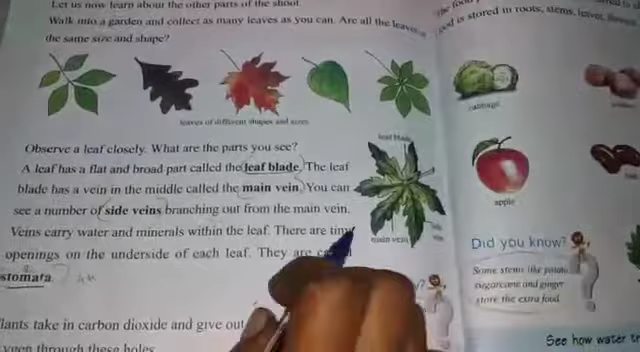 Let us now learn about the other parts of the shoot.
Walk into a garden and collect as many leaves as you can. Are all the leaves of
the same size and shape?
leaves of different shapes and sizes
Observe a leaf closely. What are the parts you see?
A leaf has a flat and broad part called the leaf blade. The leaf
blade has a vein in the middle called the main vein. You can
see a number of side veins branching out from the main vein.
Veins carry water and minerals within the leaf. There are tiny
openings on the underside of each leaf. They are
stomata.
lants take in carbon dioxide and give out
through these holes
leaf blade
main vein
the food
ood is stored in roots, stems, leaves,
cabbage
apple
Did you know?
Some stems like potato
sugarcane and ginger
store the extra food.
See how water